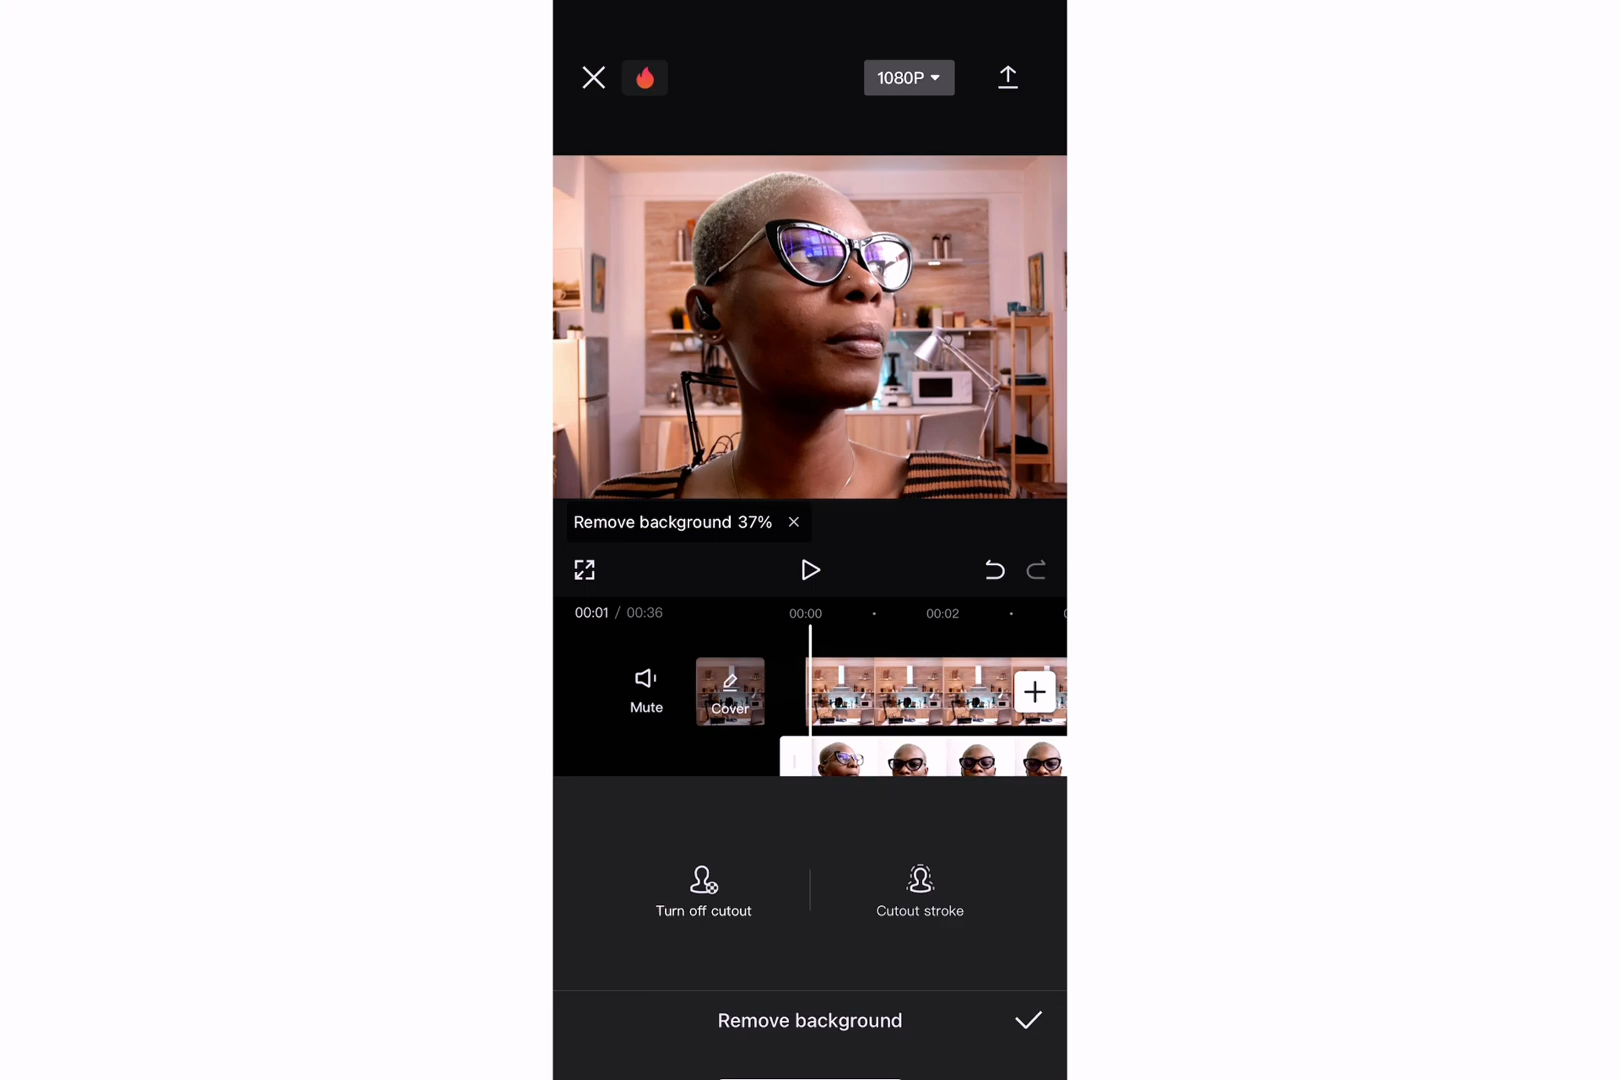 1080P
Remove background 37%
00:01 / 00:36
00:00
00:02
Mute
Cover
Turn off cutout
Cutout stroke
Remove background